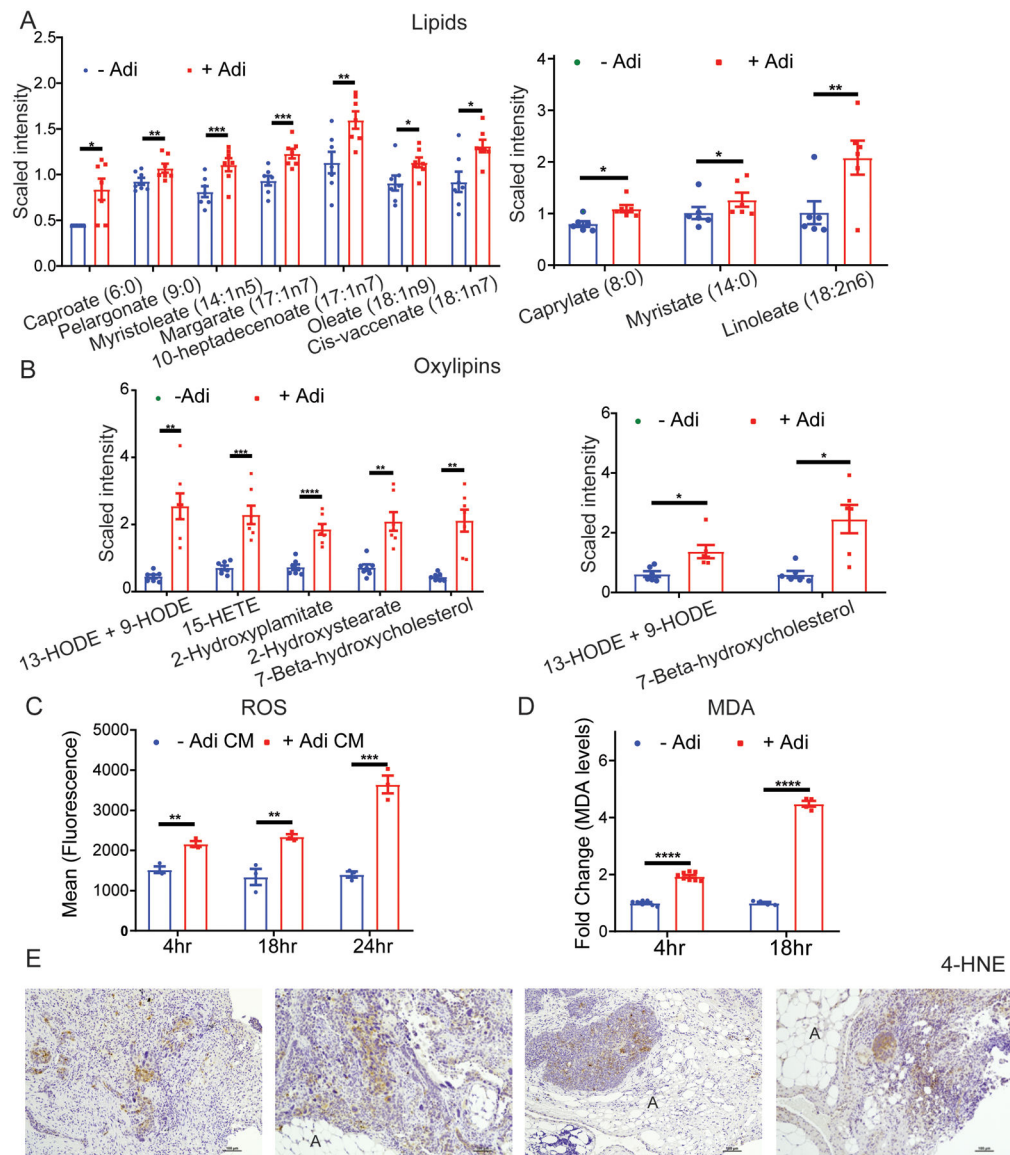 A
Lipids
- Adi
+ Adi
Scaled intensity
2.5
2.0
1.5
1.0
0.5
0.0
*
**
***
***
**
*
*
Caproate (6:0)
Pelargonate (9:0)
Myristoleate (14:1n5)
Margarate (17:1n7)
10-heptadecenoate (17:1n7)
Oleate (18:1n9)
Cis-vaccenate (18:1n7)
- Adi
+ Adi
Scaled intensity
4
2
1
0
*
*
**
Caprylate (8:0)
Myristate (14:0)
Linoleate (18:2n6)
B
Oxylipins
-Adi
+ Adi
Scaled intensity
6
4
2
0
**
***
****
**
**
13-HODE + 9-HODE
15-HETE
2-Hydroxyplamitate
2-Hydroxystearate
7-Beta-hydroxycholesterol
- Adi
+ Adi
Scaled intensity
6
4
2
0
*
*
13-HODE + 9-HODE
7-Beta-hydroxycholesterol
C
ROS
- Adi CM
+ Adi CM
Mean (Fluorescence)
5000
4000
3000
2000
1000
0
**
**
***
4hr
18hr
24hr
D
MDA
- Adi
+ Adi
Fold Change (MDA levels)
6
4
2
0
****
****
4hr
18hr
E
4-HNE
A
A
A